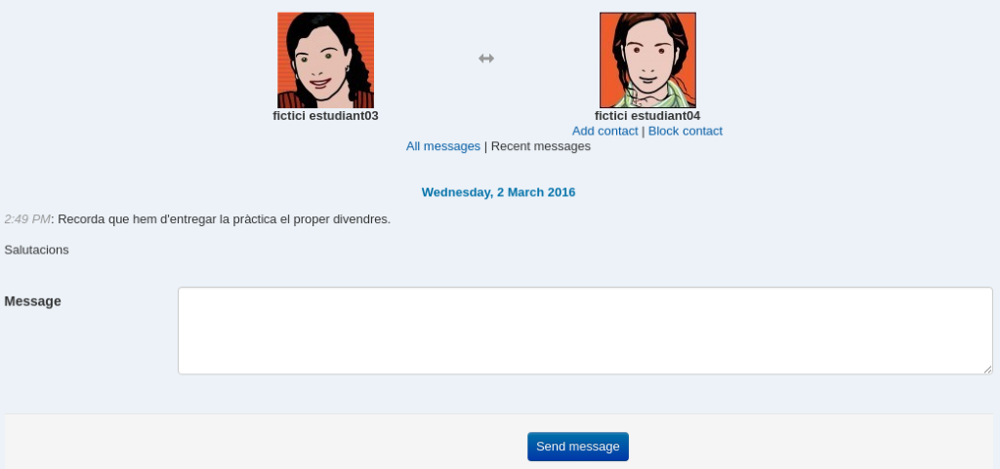 fictici estudiant03
fictici estudiant04
Add contact | Block contact
All messages | Recent messages
Wednesday, 2 March 2016
2:49 PM: Recorda que hem d'entregar la pràctica el proper divendres.
Salutacions
Message
Send message